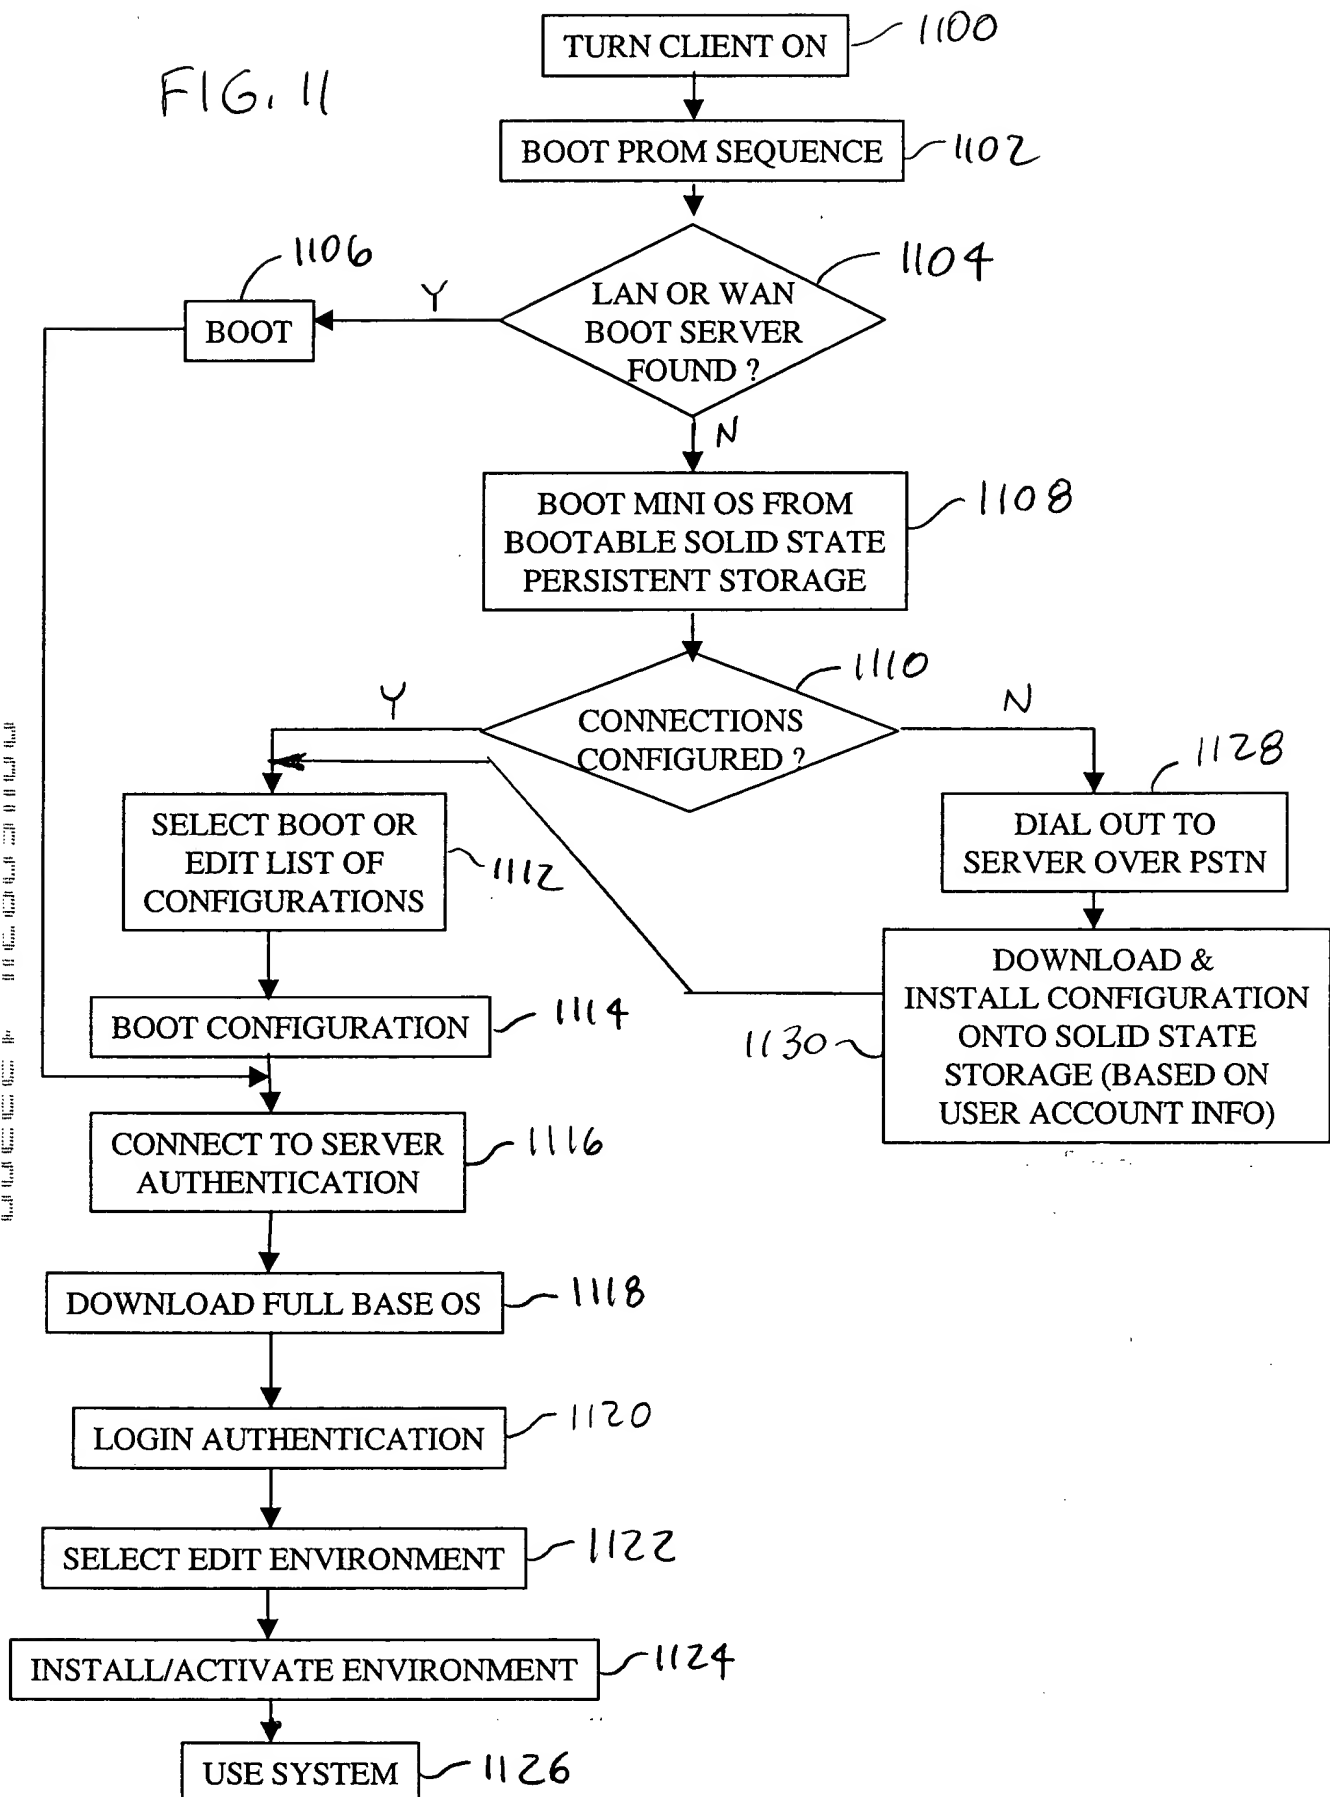 FIG. 11
TURN CLIENT ON
1100
BOOT PROM SEQUENCE
1102
1106
1104
LAN OR WAN
BOOT SERVER
FOUND ?
Y
BOOT
N
BOOT MINI OS FROM
BOOTABLE SOLID STATE
PERSISTENT STORAGE
1108
1110
Y
CONNECTIONS
CONFIGURED ?
N
1128
SELECT BOOT OR
EDIT LIST OF
CONFIGURATIONS
1112
DIAL OUT TO
SERVER OVER PSTN
BOOT CONFIGURATION
1114
DOWNLOAD &
INSTALL CONFIGURATION
ONTO SOLID STATE
STORAGE (BASED ON
USER ACCOUNT INFO)
1130
CONNECT TO SERVER
AUTHENTICATION
1116
DOWNLOAD FULL BASE OS
1118
LOGIN AUTHENTICATION
1120
SELECT EDIT ENVIRONMENT
1122
INSTALL/ACTIVATE ENVIRONMENT
1124
USE SYSTEM
1126